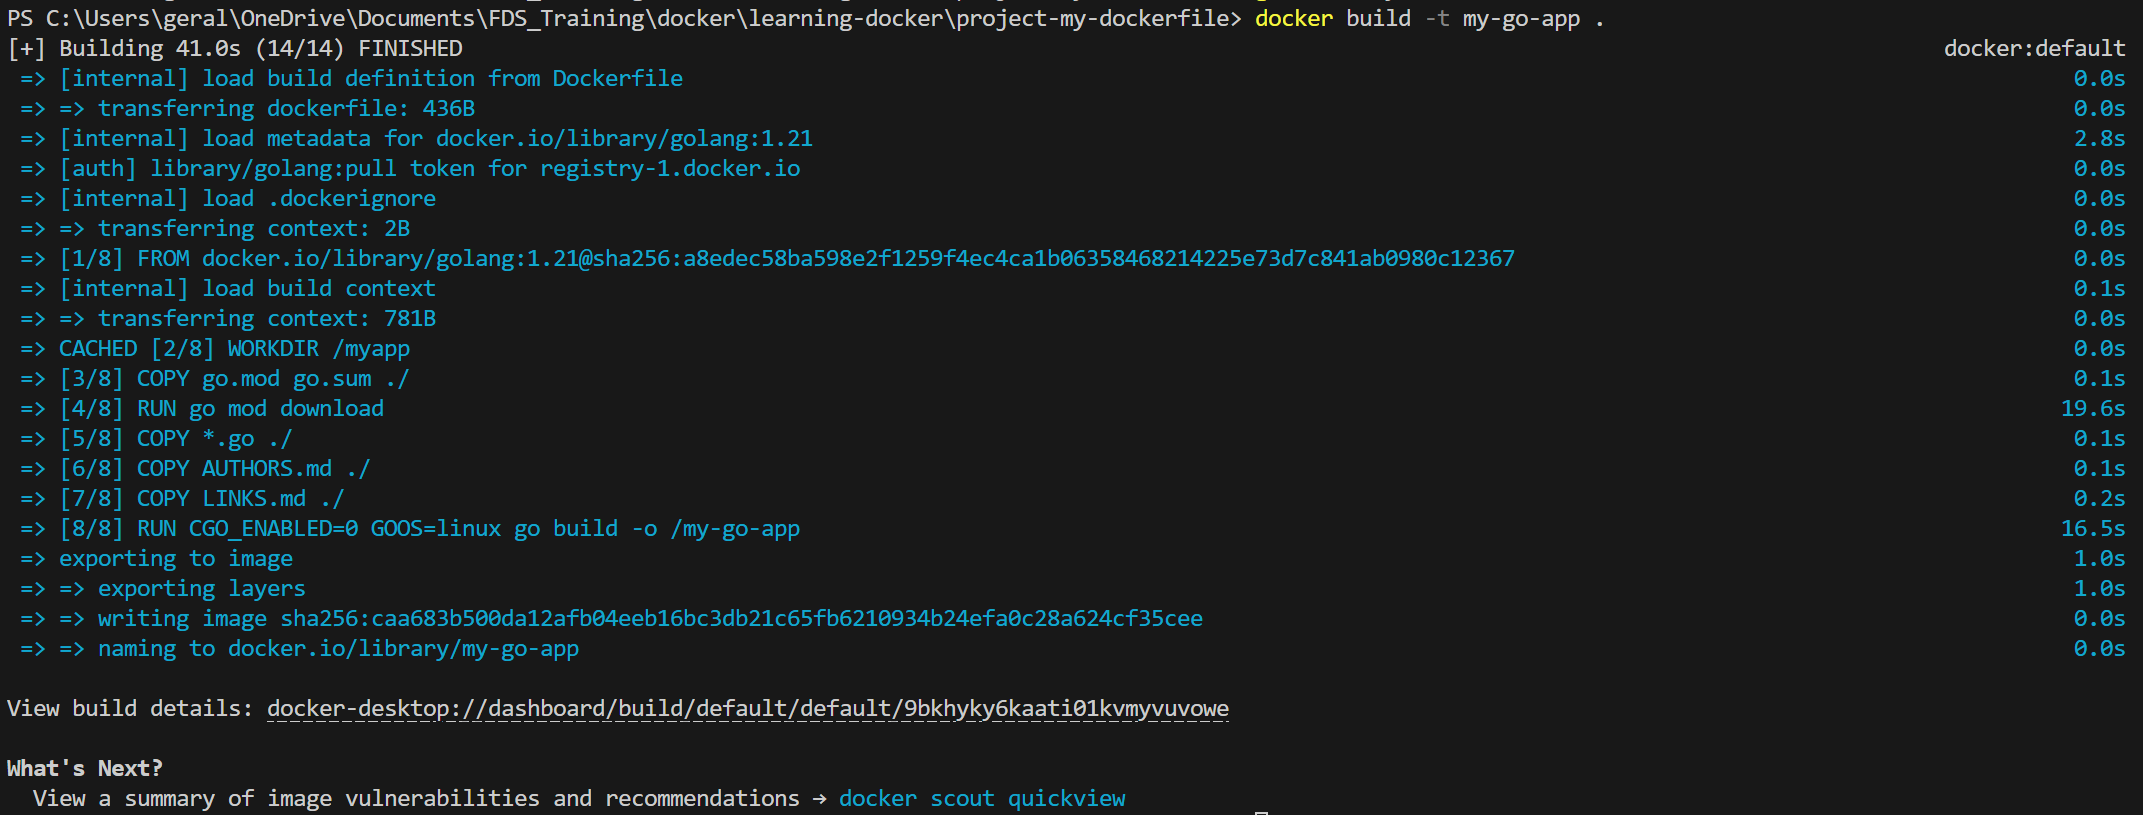 PS C:\Users\geral\OneDrive\Documents\FDS_Training\docker\learning-docker\project-my-dockerfile> docker build -t my-go-app .
[+] Building 41.0s (14/14) FINISHED docker:default
=> [internal] load build definition from Dockerfile 0.0s
=> => transferring dockerfile: 436B 0.0s
=> [internal] load metadata for docker.io/library/golang:1.21 2.8s
=> [auth] library/golang:pull token for registry-1.docker.io 0.0s
=> [internal] load .dockerignore 0.0s
=> => transferring context: 2B 0.0s
=> [1/8] FROM docker.io/library/golang:1.21@sha256:a8edec58ba598e2f1259f4ec4ca1b06358468214225e73d7c841ab0980c12367 0.0s
=> [internal] load build context 0.1s
=> => transferring context: 781B 0.0s
=> CACHED [2/8] WORKDIR /myapp 0.0s
=> [3/8] COPY go.mod go.sum ./ 0.1s
=> [4/8] RUN go mod download 19.6s
=> [5/8] COPY *.go ./ 0.1s
=> [6/8] COPY AUTHORS.md ./ 0.1s
=> [7/8] COPY LINKS.md ./ 0.2s
=> [8/8] RUN CGO_ENABLED=0 GOOS=linux go build -o /my-go-app 16.5s
=> exporting to image 1.0s
=> => exporting layers 1.0s
=> => writing image sha256:caa683b500da12afb04eeb16bc3db21c65fb6210934b24efa0c28a624cf35cee 0.0s
=> => naming to docker.io/library/my-go-app 0.0s
View build details: docker-desktop://dashboard/build/default/default/9bkhyky6kaati01kvmyvuvowe
What's Next?
View a summary of image vulnerabilities and recommendations → docker scout quickview